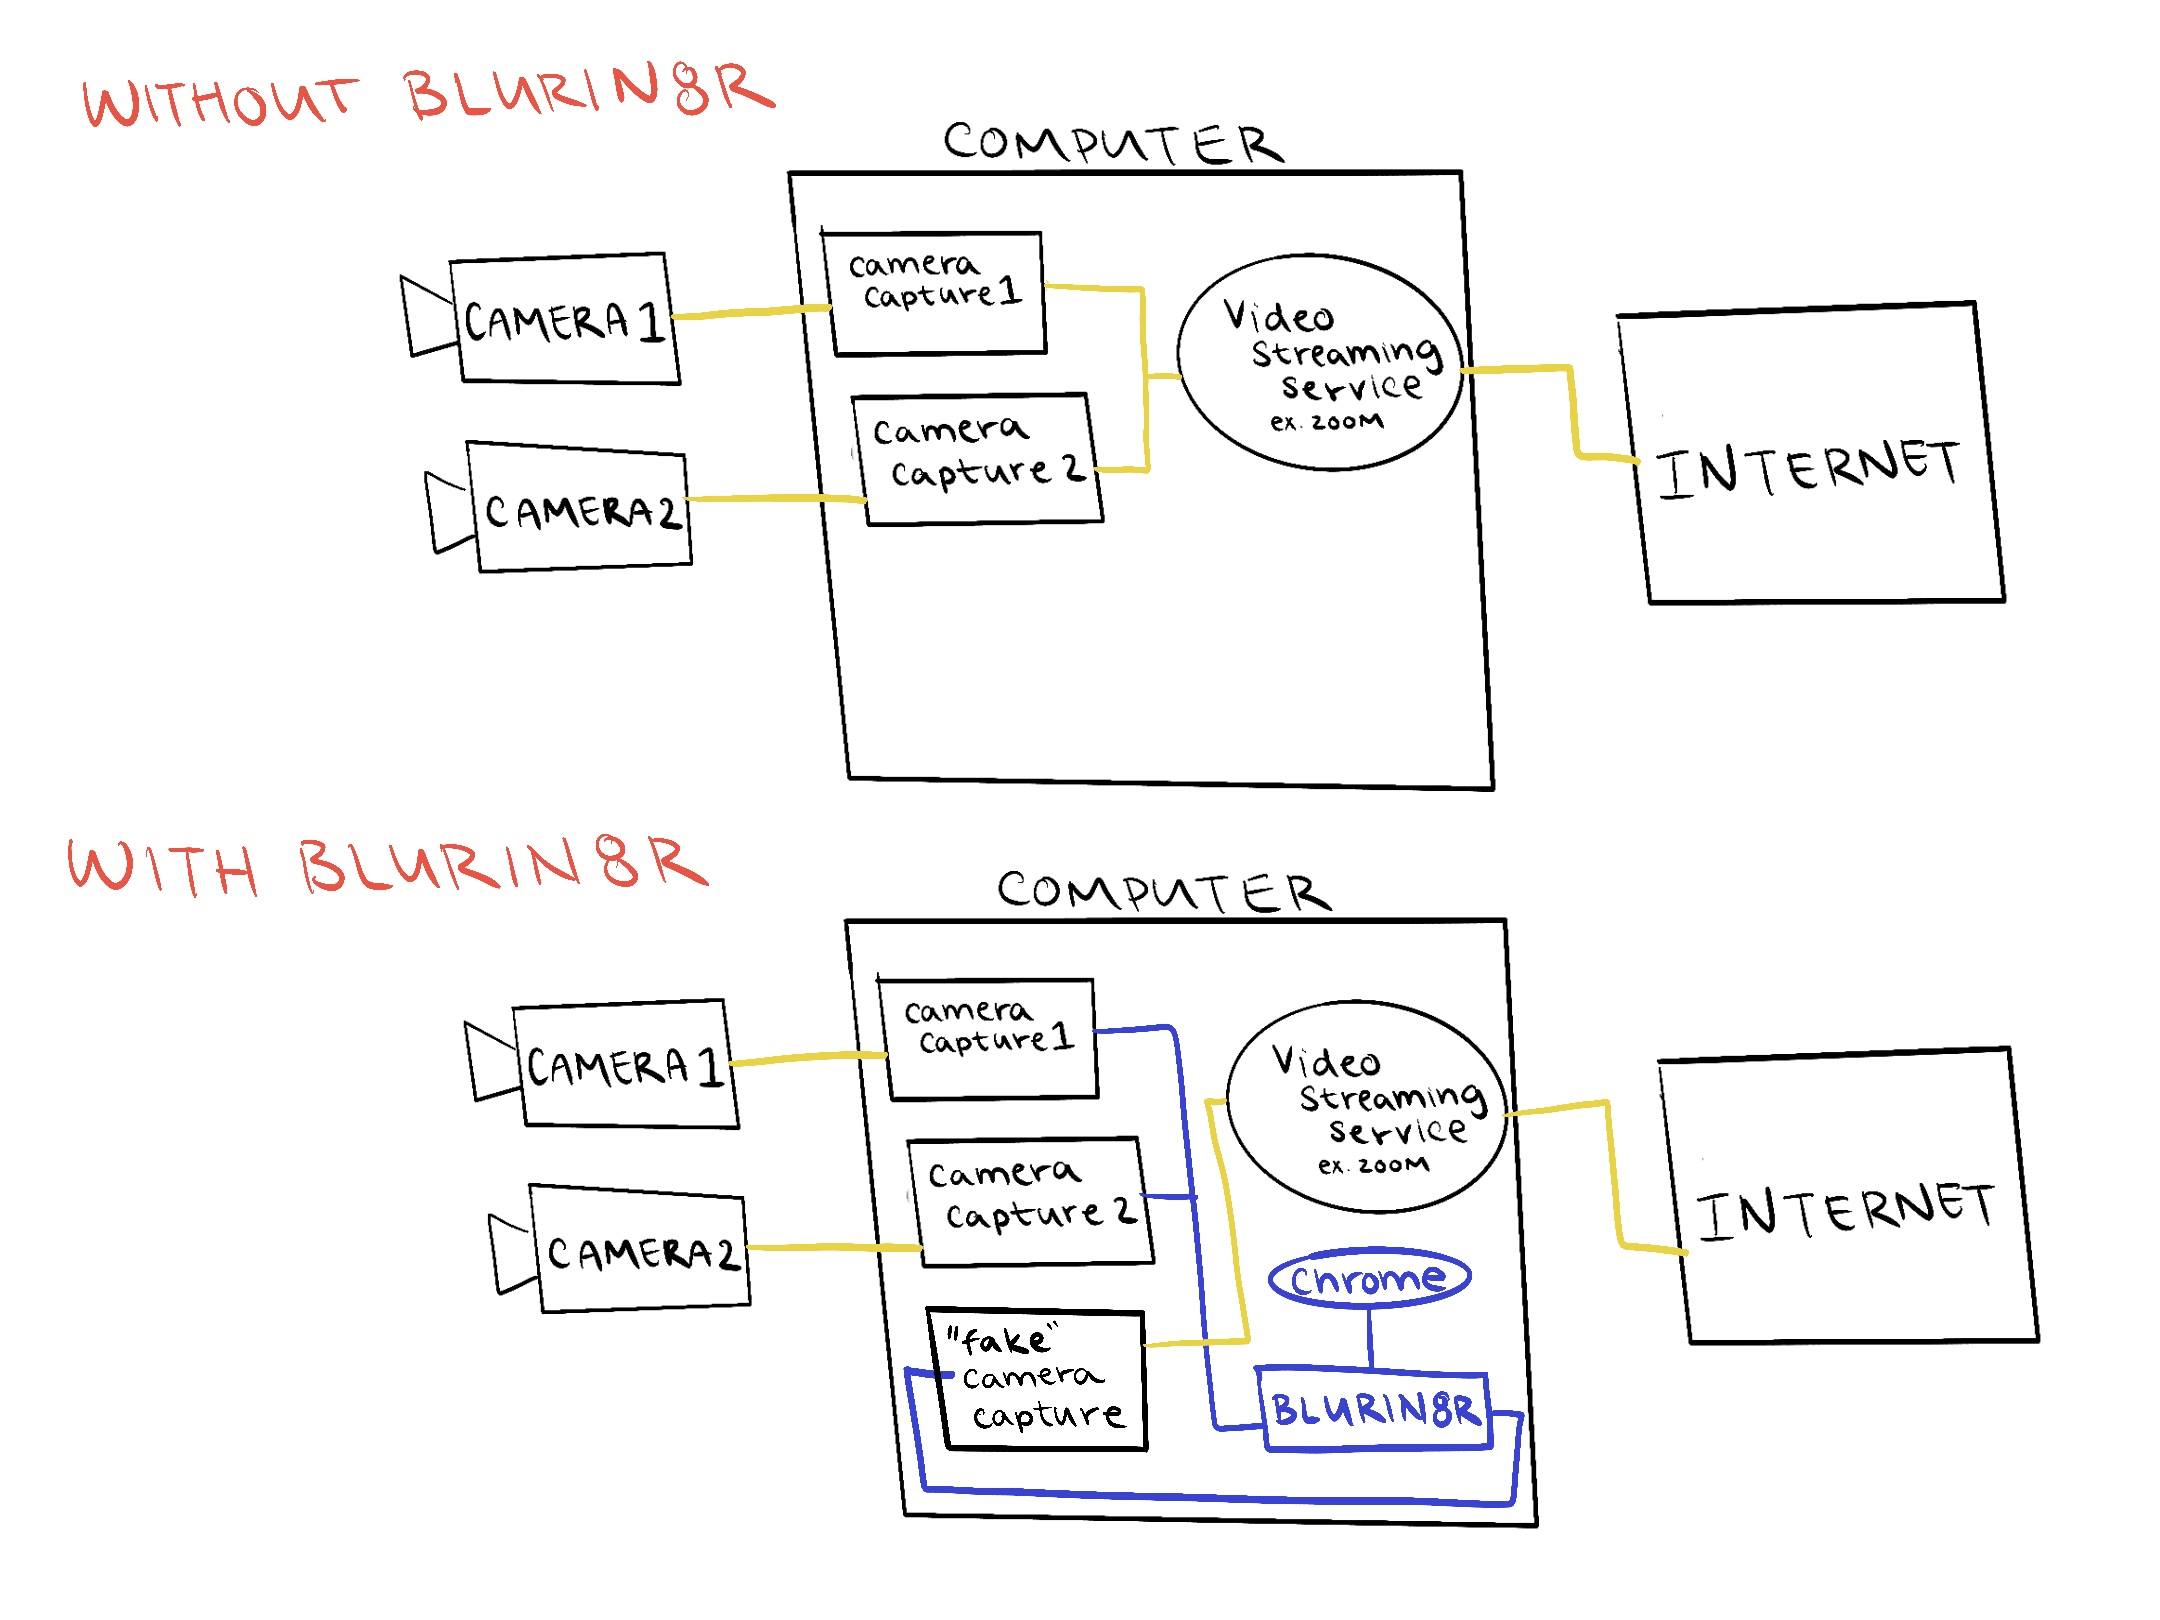 WITHOUT BLURIN8R
COMPUTER
CAMERA 1
camera
capture 1
Video
Streaming
Service
ex. ZOOM
CAMERA 2
camera
capture 2
INTERNET
WITH BLURIN8R
COMPUTER
CAMERA 1
camera
capture 1
Video
Streaming
Service
ex. ZOOM
CAMERA 2
camera
capture 2
INTERNET
Chrome
"fake"
camera
capture
BLURIN8R